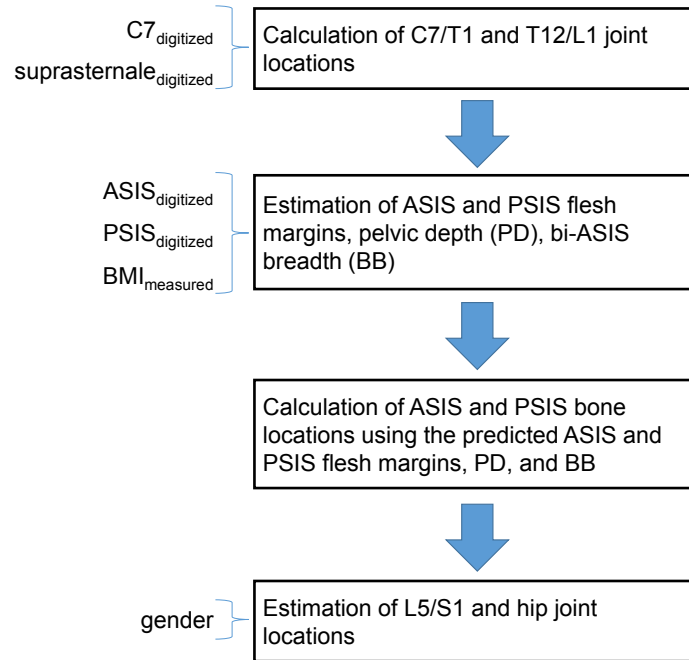 C7digitized
suprasternaledigitized
Calculation of C7/T1 and T12/L1 joint
locations
ASISdigitized
PSISdigitized
BMImeasured
Estimation of ASIS and PSIS flesh
margins, pelvic depth (PD), bi-ASIS
breadth (BB)
Calculation of ASIS and PSIS bone
locations using the predicted ASIS and
PSIS flesh margins, PD, and BB
gender
Estimation of L5/S1 and hip joint
locations